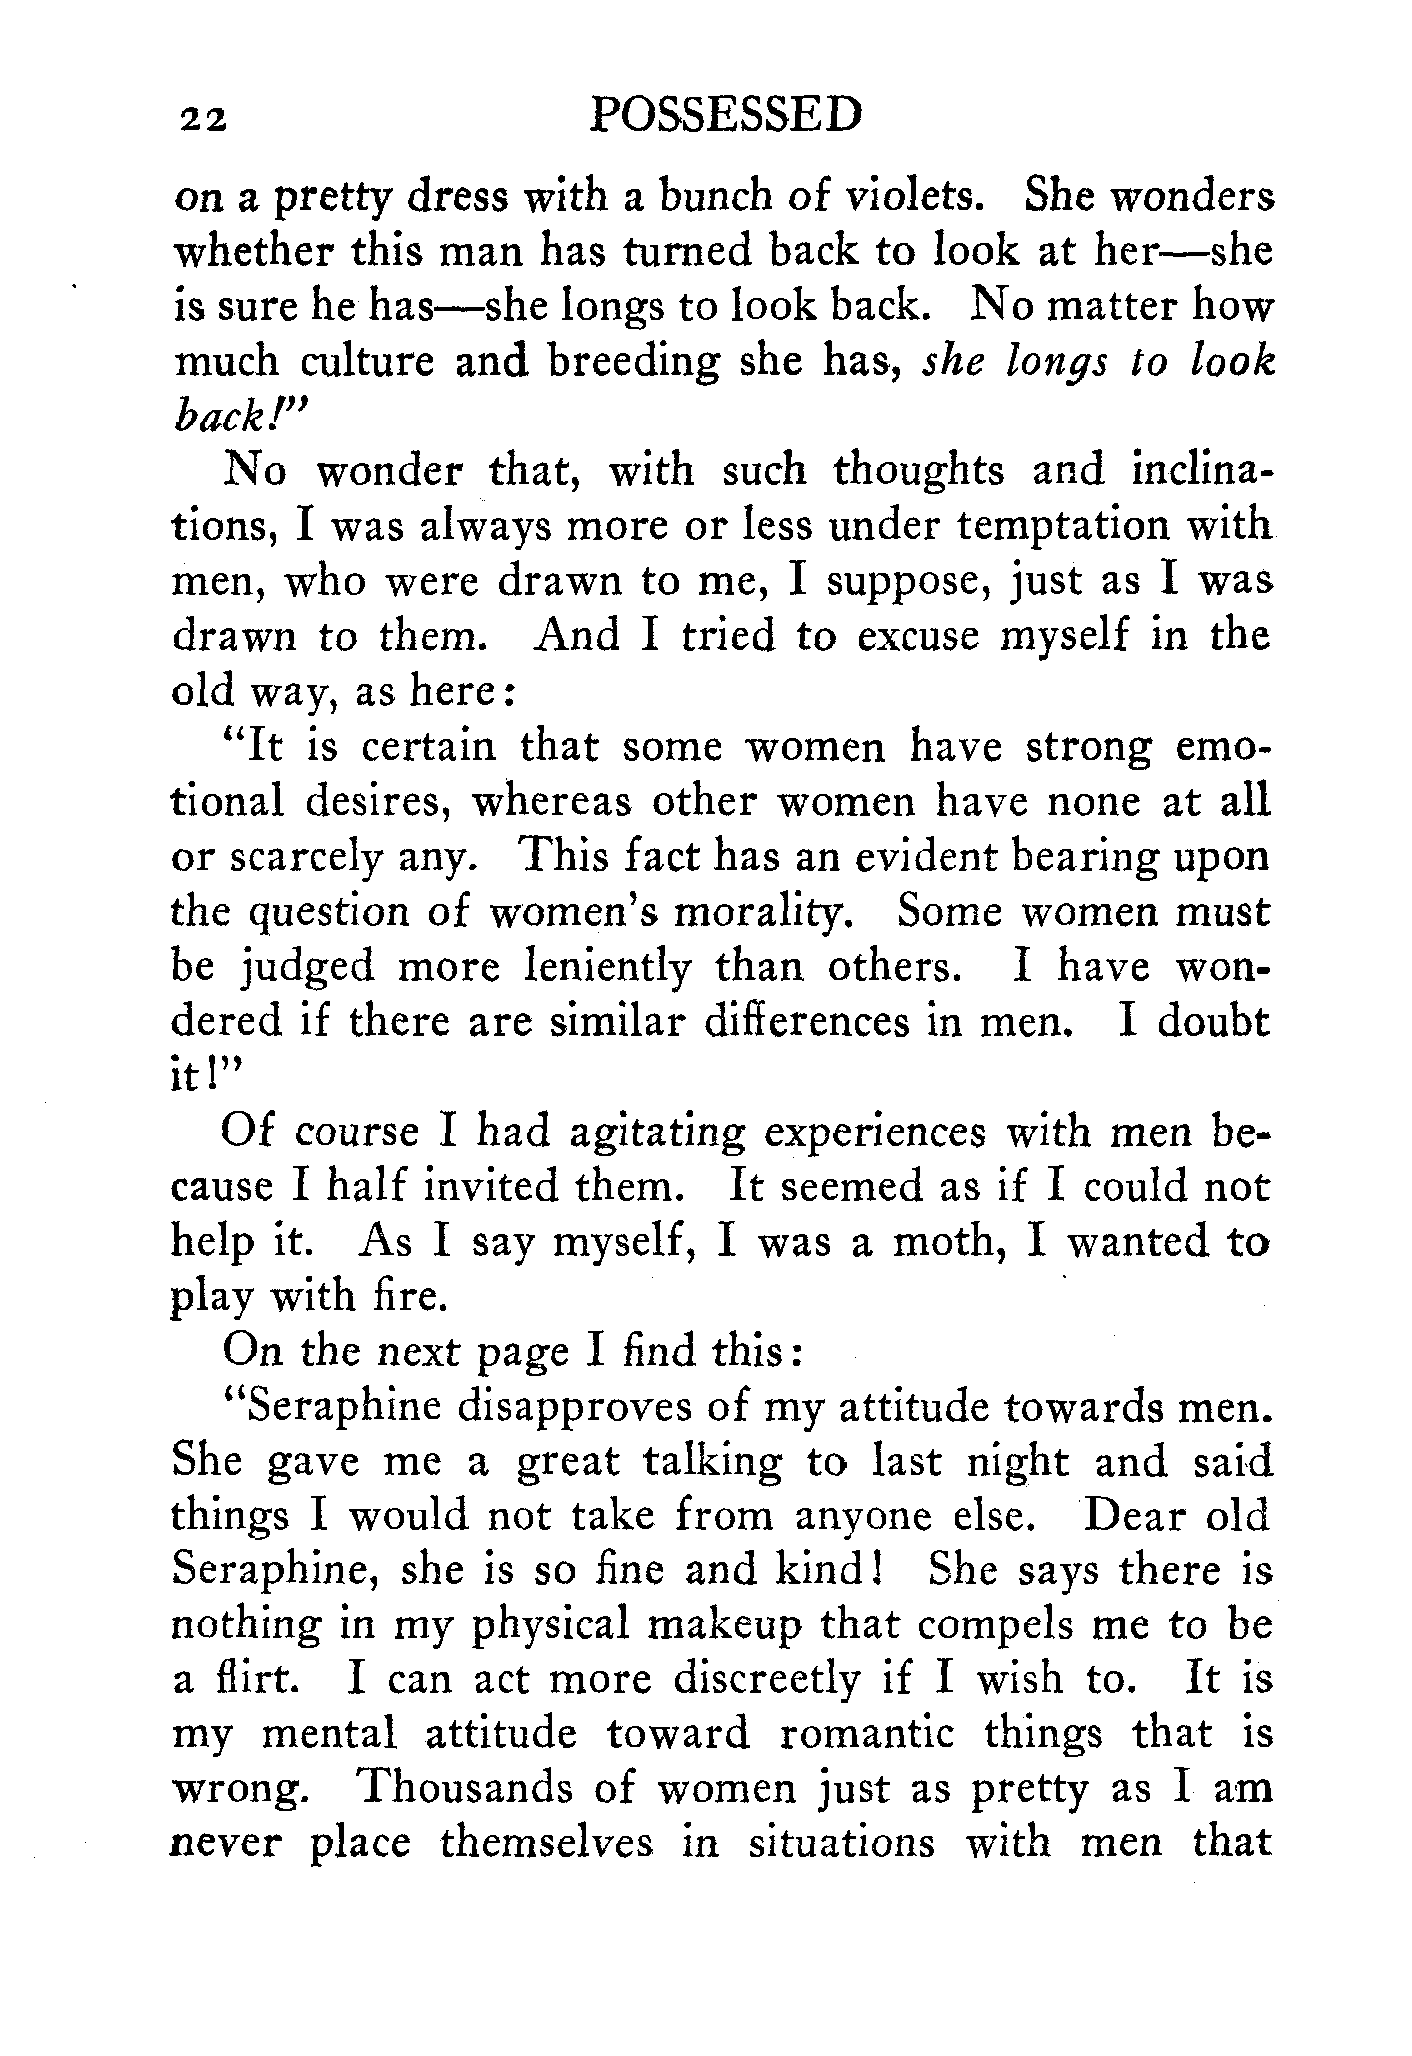 22 POSSESSED
on a pretty dress with a bunch of violets. She wonders
whether this man has turned back to look at her—she
is sure he has—she longs to look back. No matter how
much culture and breeding she has, she longs to look
back!"
No wonder that, with such thoughts and inclina-
tions, I was always more or less under temptation with
men, who were drawn to me, I suppose, just as I was
drawn to them. And I tried to excuse myself in the
old way, as here:
"It is certain that some women have strong emo-
tional desires, whereas other women have none at all
or scarcely any. This fact has an evident bearing upon
the question of women's morality. Some women must
be judged more leniently than others. I have won-
dered if there are similar differences in men. I doubt
it!"
Of course I had agitating experiences with men be-
cause I half invited them. It seemed as if I could not
help it. As I say myself, I was a moth, I wanted to
play with fire.
On the next page I find this:
"Seraphine disapproves of my attitude towards men.
She gave me a great talking to last night and said
things I would not take from anyone else. Dear old
Seraphine, she is so fine and kind! She says there is
nothing in my physical makeup that compels me to be
a flirt. I can act more discreetly if I wish to. It is
my mental attitude toward romantic things that is
wrong. Thousands of women just as pretty as I am
never place themselves in situations with men that